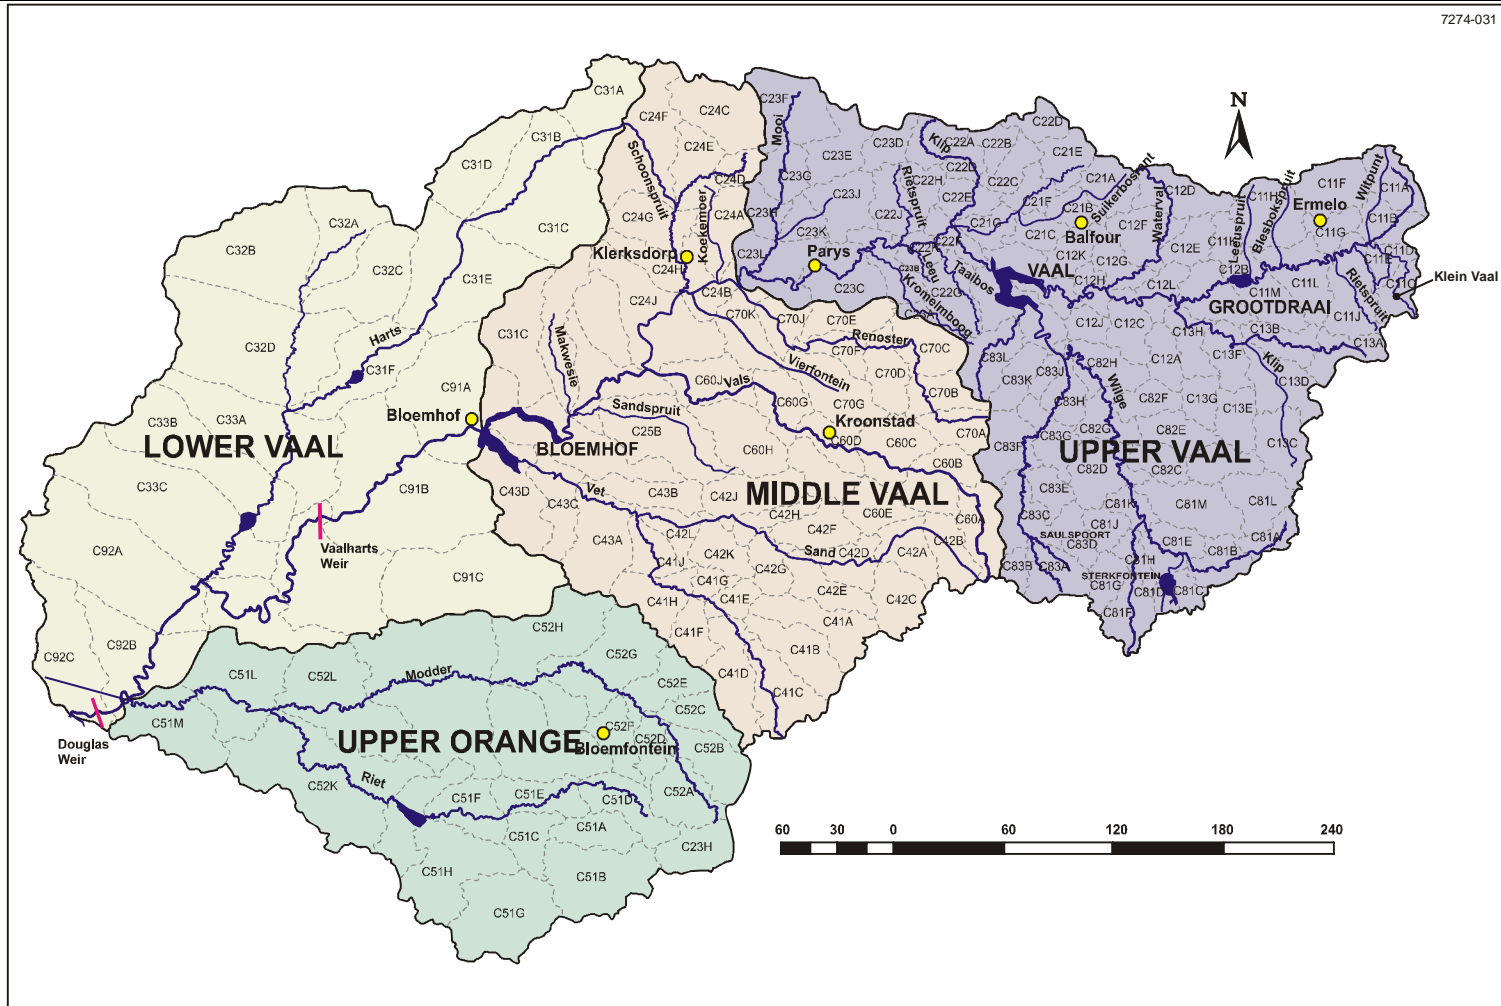 7274-031
N
C31A
C31B
C31D
C31C
C31E
C32A
C32B
C32C
C32D
Harts
C31F
C91A
C33B
C33A
LOWER VAAL
C33C
C91B
C92A
Vaalharts
Weir
C91C
C92B
C92C
Douglas
Weir
Bloemhof
C24F
C24C
C24E
Schoonspruit
C24D
C24G
C24A
Koekemoer
Klerksdorp
C24H
C24J
C24B
C70K
C70J
C70E
Renoster
C70F
C70C
C31C
Makwesie
Vierfontein
C70D
C60J
Vals
C70B
C60G
C70G
Sandspruit
Kroonstad
C25B
C60D
C60C
C70A
BLOEMHOF
C60H
C60B
C43D
Vet
C43B
C42J
MIDDLE VAAL
C43C
C42H
C60E
C60A
C43A
C42L
C42F
C42B
C42K
Sand
C42D
C42A
C41J
C42G
C41G
C41H
C41E
C42E
C42C
C41F
C41A
C41B
C41D
C41C
C23F
Mooi
C23E
C23D
Klip
C22A
C22B
C22D
C21E
C23G
C22D
C22H
Rietspruit
C22C
C21A
Suikerbosrant
C23J
C22E
C23H
C22J
C21F
C21B
C21G
C21C
Balfour
C23K
C22F
C23L
Parys
C22K
C23C
C23B
Leeu
Taaibos
Kromelmboog
C22G
VAAL
C12K
C12G
C12H
C12F
Waterval
C12D
C12E
C11K
C12B
C12L
Leeuspruit
C11H
Blesbokspruit
C11F
Ermelo
C11G
Witpunt
C11A
C11B
C11D
C11E
C11C
Klein Vaal
C11L
C11M
GROOTDRAAI
Rietspruit
C11J
C13B
C13A
C12J
C12C
C13H
C13F
Klip
C13D
C12A
C83L
C83K
C83J
C82H
Wilge
C83H
C82F
C13G
C13E
C82G
C82E
C83G
C13C
C83F
UPPER VAAL
C82D
C82C
C83E
C81K
C81M
C81L
C83C
C81J
SAULSPOORT
C83D
C81E
C81A
C81B
C83B
C83A
C81H
STERKFONTEIN
C81G
C81D
C81C
C81F
C52H
C52G
C51L
C52L
Modder
C52E
C51M
C52C
C52F
UPPER ORANGE
C52D
Bloemfontein
C52B
Riet
C52K
C51F
C51E
C51D
C52A
C51C
C51A
C23H
C51H
C51B
C51G
60 30 0 60 120 180 240